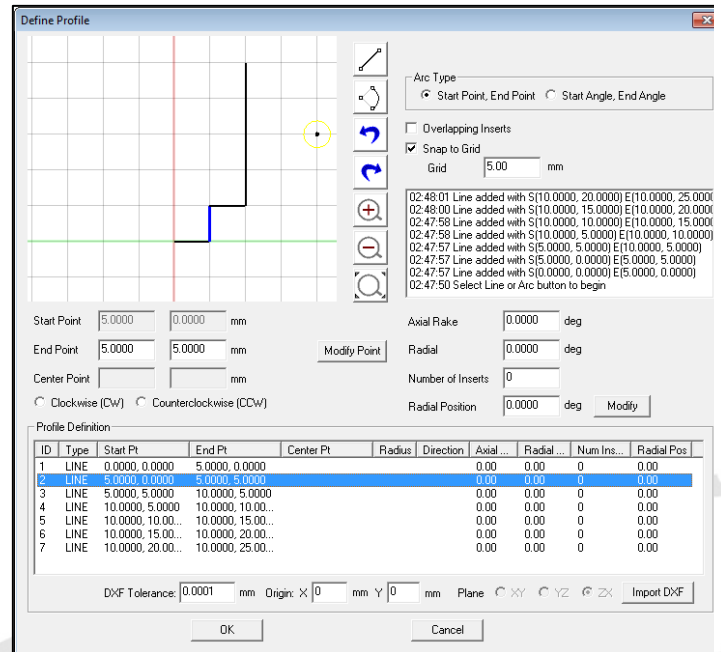 Define Profile
Arc Type
Start Point, End Point Start Angle, End Angle
Overlapping Inserts
Snap to Grid
Grid 5.00 mm
02:48:01 Line added with S(10.0000, 20.0000) E(10.0000, 25.000
02:48:00 Line added with S(10.0000, 15.0000) E(10.0000, 20.000
02:47:58 Line added with S(10.0000, 10.0000) E(10.0000, 15.000
02:47:58 Line added with S(10.0000, 5.0000) E(10.0000, 10.0000)
02:47:57 Line added with S(5.0000, 5.0000) E(10.0000, 5.0000)
02:47:57 Line added with S(5.0000, 0.0000) E(5.0000, 5.0000)
02:47:57 Line added with S(0.0000, 0.0000) E(5.0000, 0.0000)
02:47:50 Select Line or Arc button to begin
Start Point 5.0000 0.0000 mm
End Point 5.0000 5.0000 mm Modify Point
Center Point mm
Clockwise (CW) Counterclockwise (CCW)
Axial Rake 0.0000 deg
Radial 0.0000 deg
Number of Inserts 0
Radial Position 0.0000 deg Modify
Profile Definition
ID Type Start Pt End Pt Center Pt Radius Direction Axial ... Radial ... Num Ins... Radial Pos
1 LINE 0.0000, 0.0000 5.0000, 0.0000 0.00 0.00 0 0.00
2 LINE 5.0000, 0.0000 5.0000, 5.0000 0.00 0.00 0 0.00
3 LINE 5.0000, 5.0000 10.0000, 5.0000 0.00 0.00 0 0.00
4 LINE 10.0000, 5.0000 10.0000, 10.00... 0.00 0.00 0 0.00
5 LINE 10.0000, 10.00... 10.0000, 15.00... 0.00 0.00 0 0.00
6 LINE 10.0000, 15.00... 10.0000, 20.00... 0.00 0.00 0 0.00
7 LINE 10.0000, 20.00... 10.0000, 25.00... 0.00 0.00 0 0.00
DXF Tolerance: 0.0001 mm Origin: X 0 mm Y 0 mm Plane XY YZ ZX Import DXF
OK Cancel